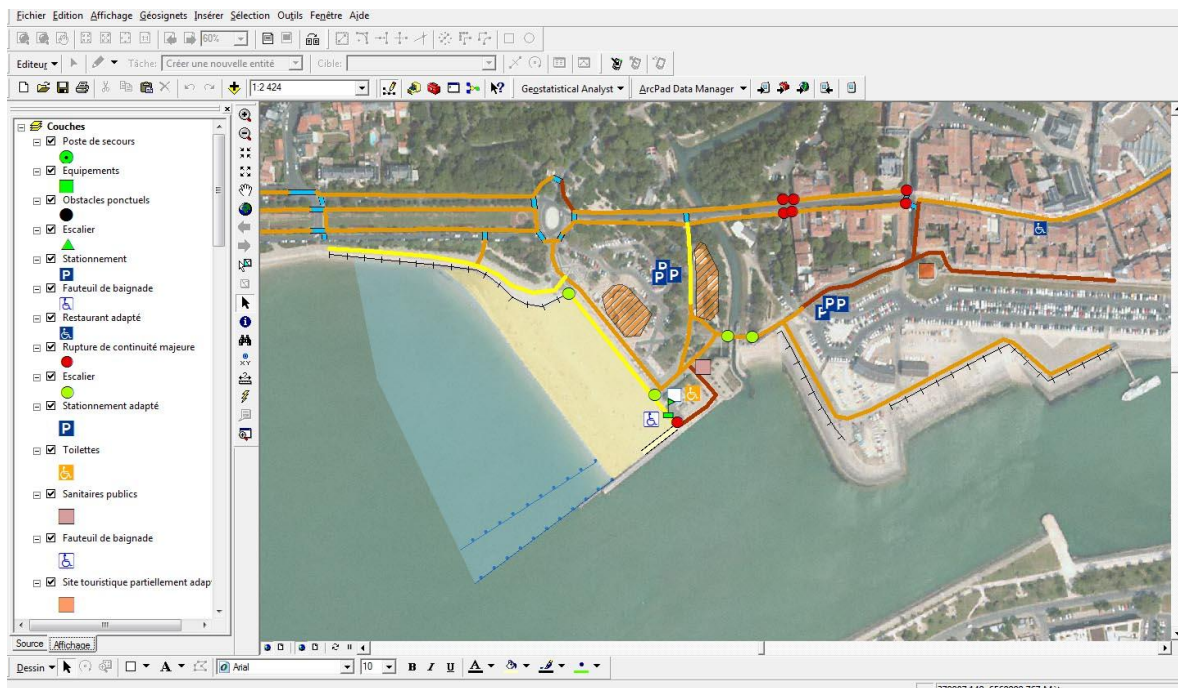 Fichier Edition Affichage Géosignets Insérer Sélection Outils Fenêtre Aide
60%
Editeur Tâche: Créer une nouvelle entité Cible:
1:2 424 Geostatistical Analyst ArcPad Data Manager
Couches
Poste de secours
Equipements
Obstacles ponctuels
Escalier
Stationnement
P
Fauteuil de baignade
Restaurant adapté
Rupture de continuité majeure
Escalier
Stationnement adapté
P
Toilettes
Sanitaires publics
Fauteuil de baignade
Site touristique partiellement adap
Source Affichage
P
P P
P P P
Dessin A Arial 10 B I U A